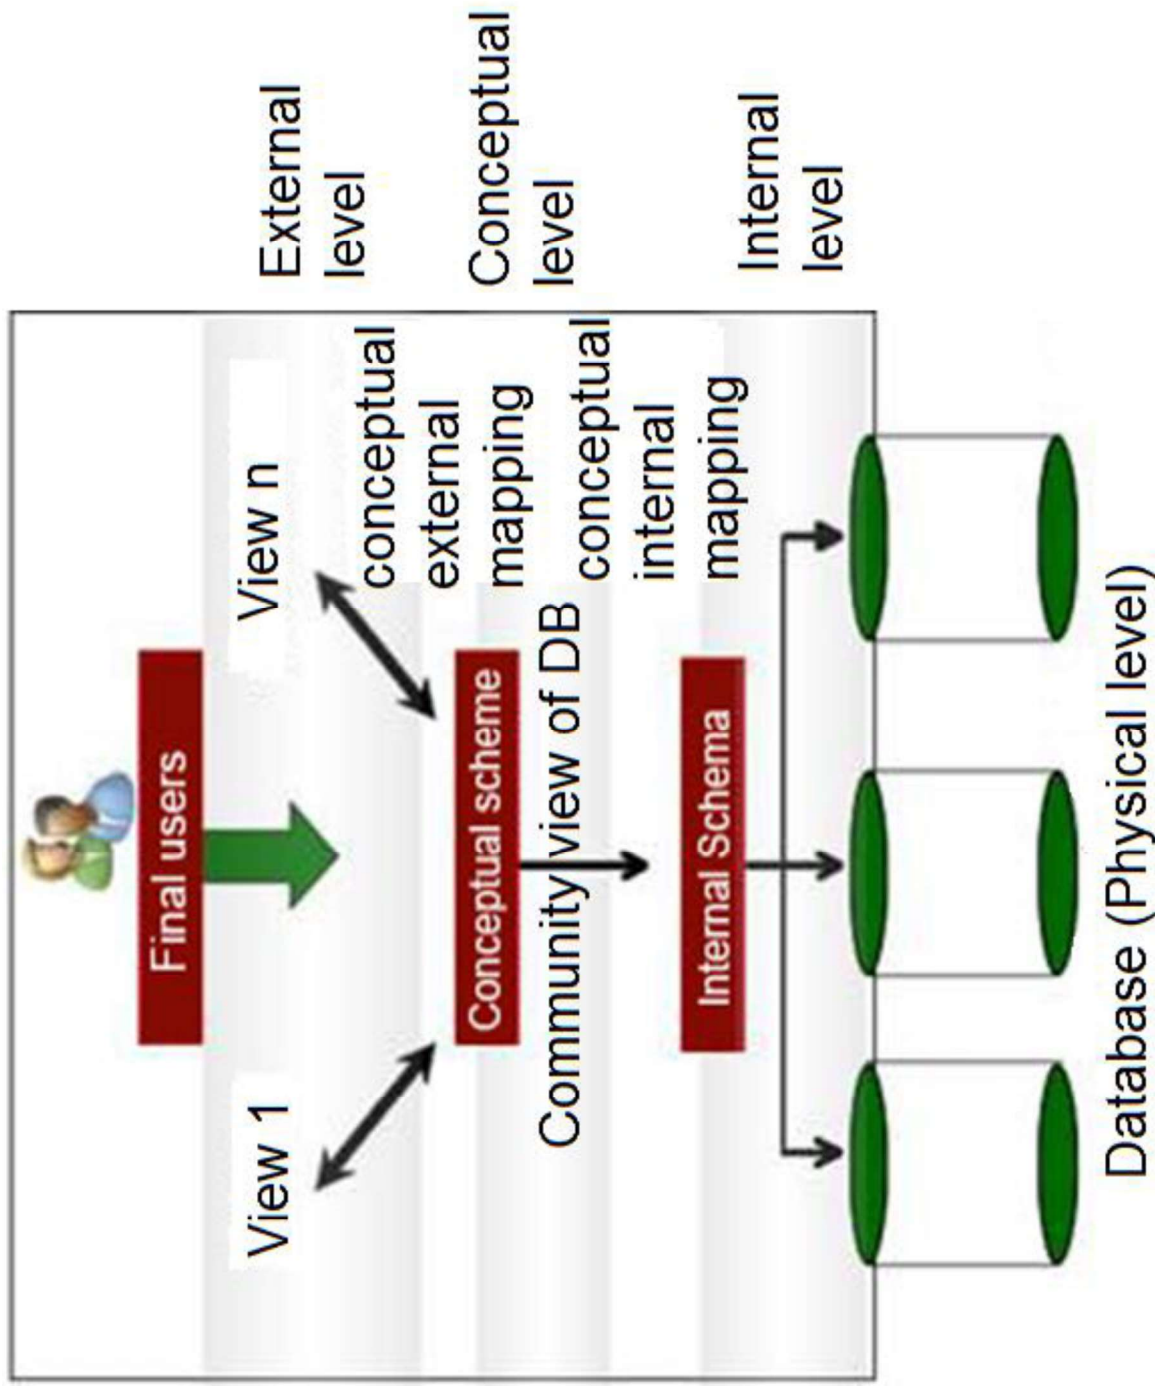 Final users
View 1
View n
External
level
conceptual
external
mapping
Conceptual scheme
Conceptual
level
Community view of DB
conceptual
internal
mapping
Internal Schema
Internal
level
Database (Physical level)